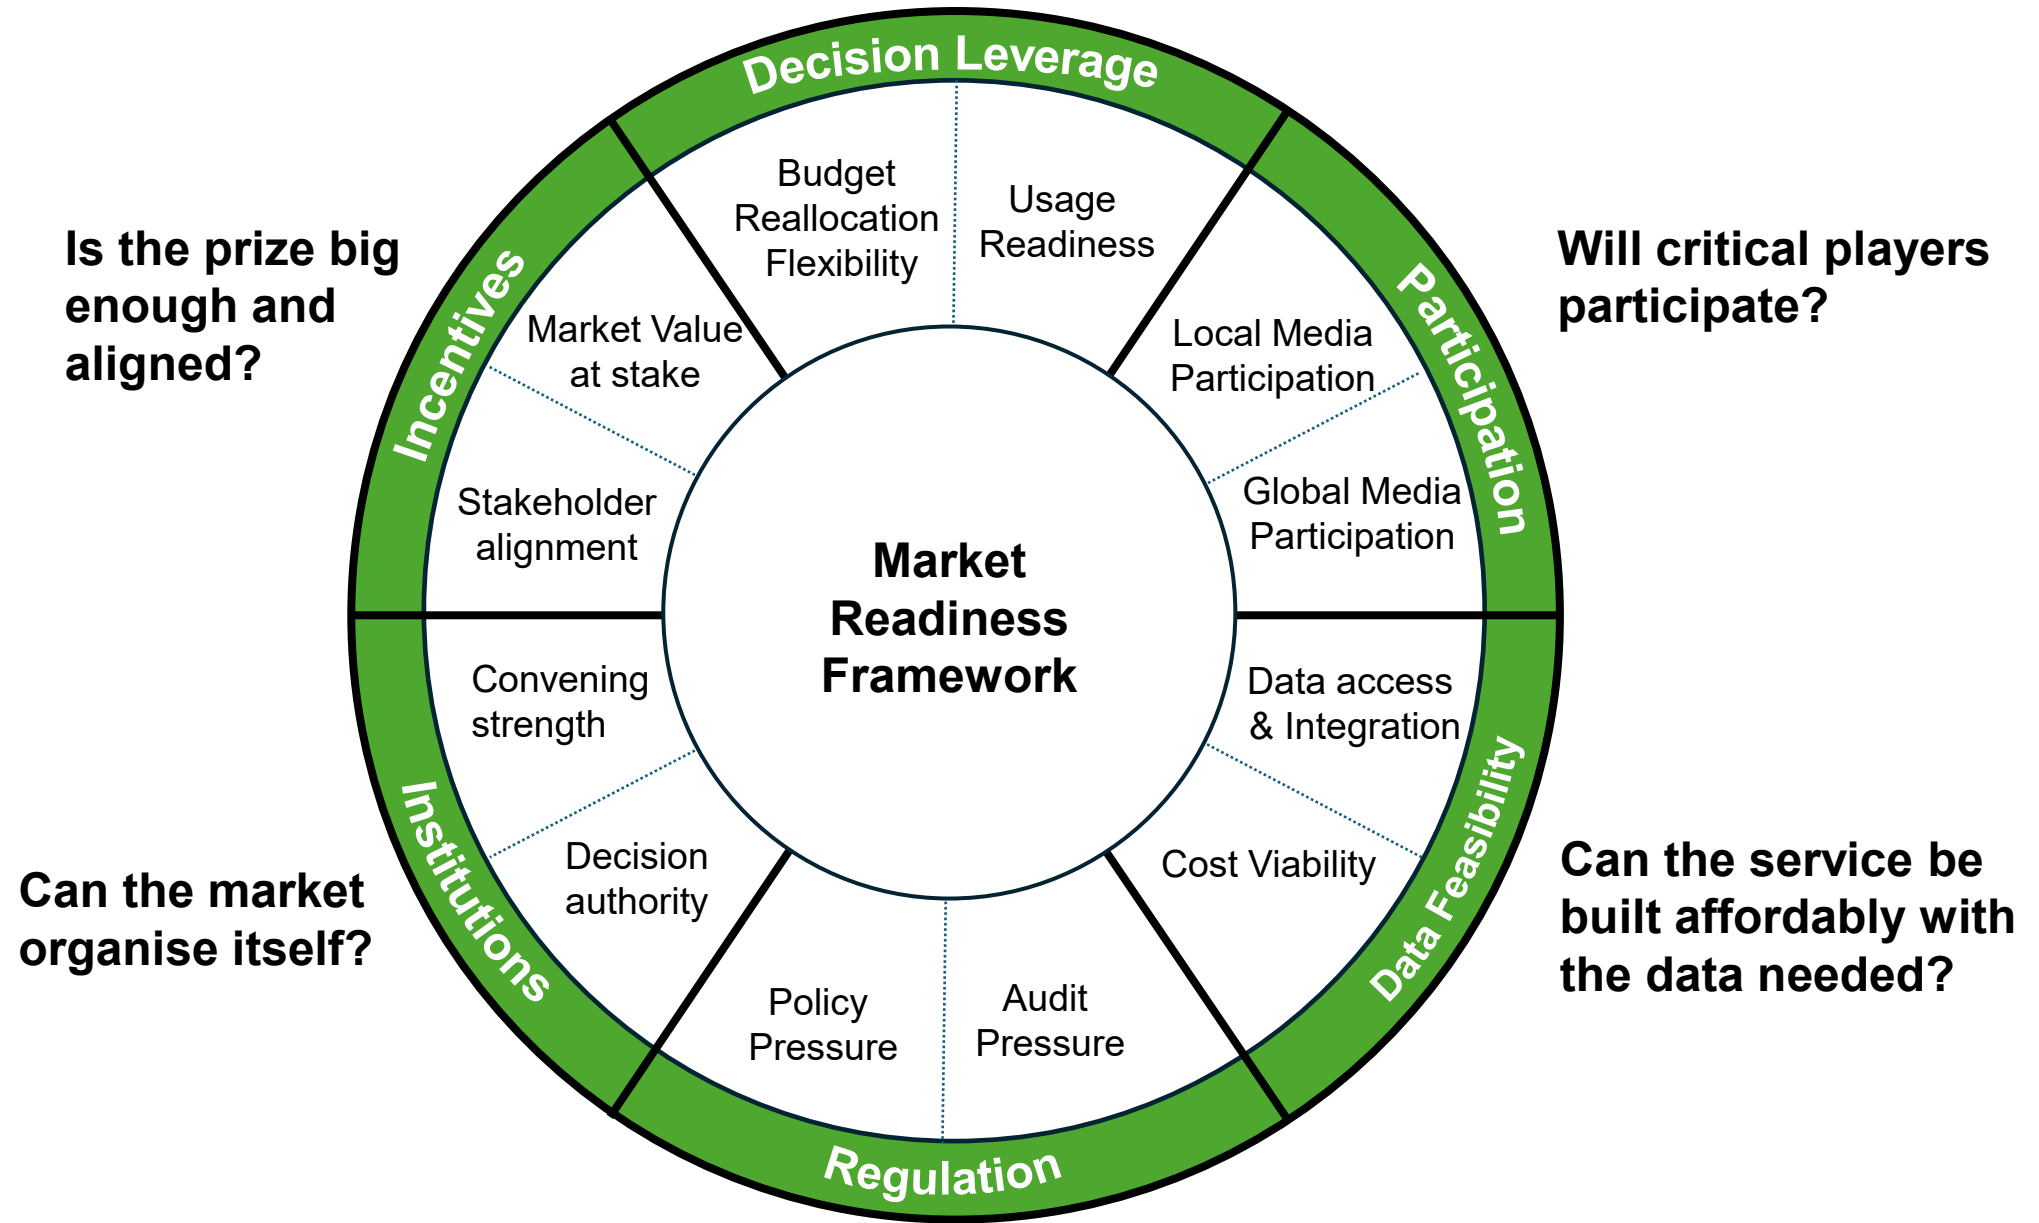 Decision Leverage
Budget
Reallocation
Flexibility
Usage
Readiness
Is the prize big
enough and
aligned?
Incentives
Market Value
at stake
Stakeholder
alignment
Will critical players
participate?
Participation
Local Media
Participation
Global Media
Participation
Market
Readiness
Framework
Convening
strength
Decision
authority
Institutions
Can the market
organise itself?
Data access
& Integration
Cost Viability
Data Feasibility
Can the service be
built affordably with
the data needed?
Policy
Pressure
Audit
Pressure
Regulation